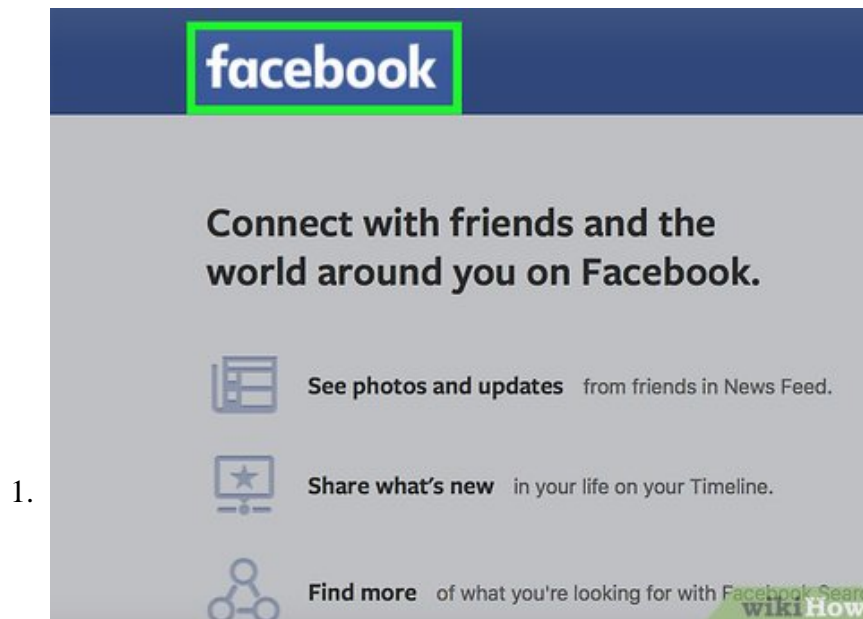 facebook
Connect with friends and the
world around you on Facebook.
See photos and updates from friends in News Feed.
1.
Share what's new in your life on your Timeline.
Find more of what you're looking for with Facebook Sear
wikiHow